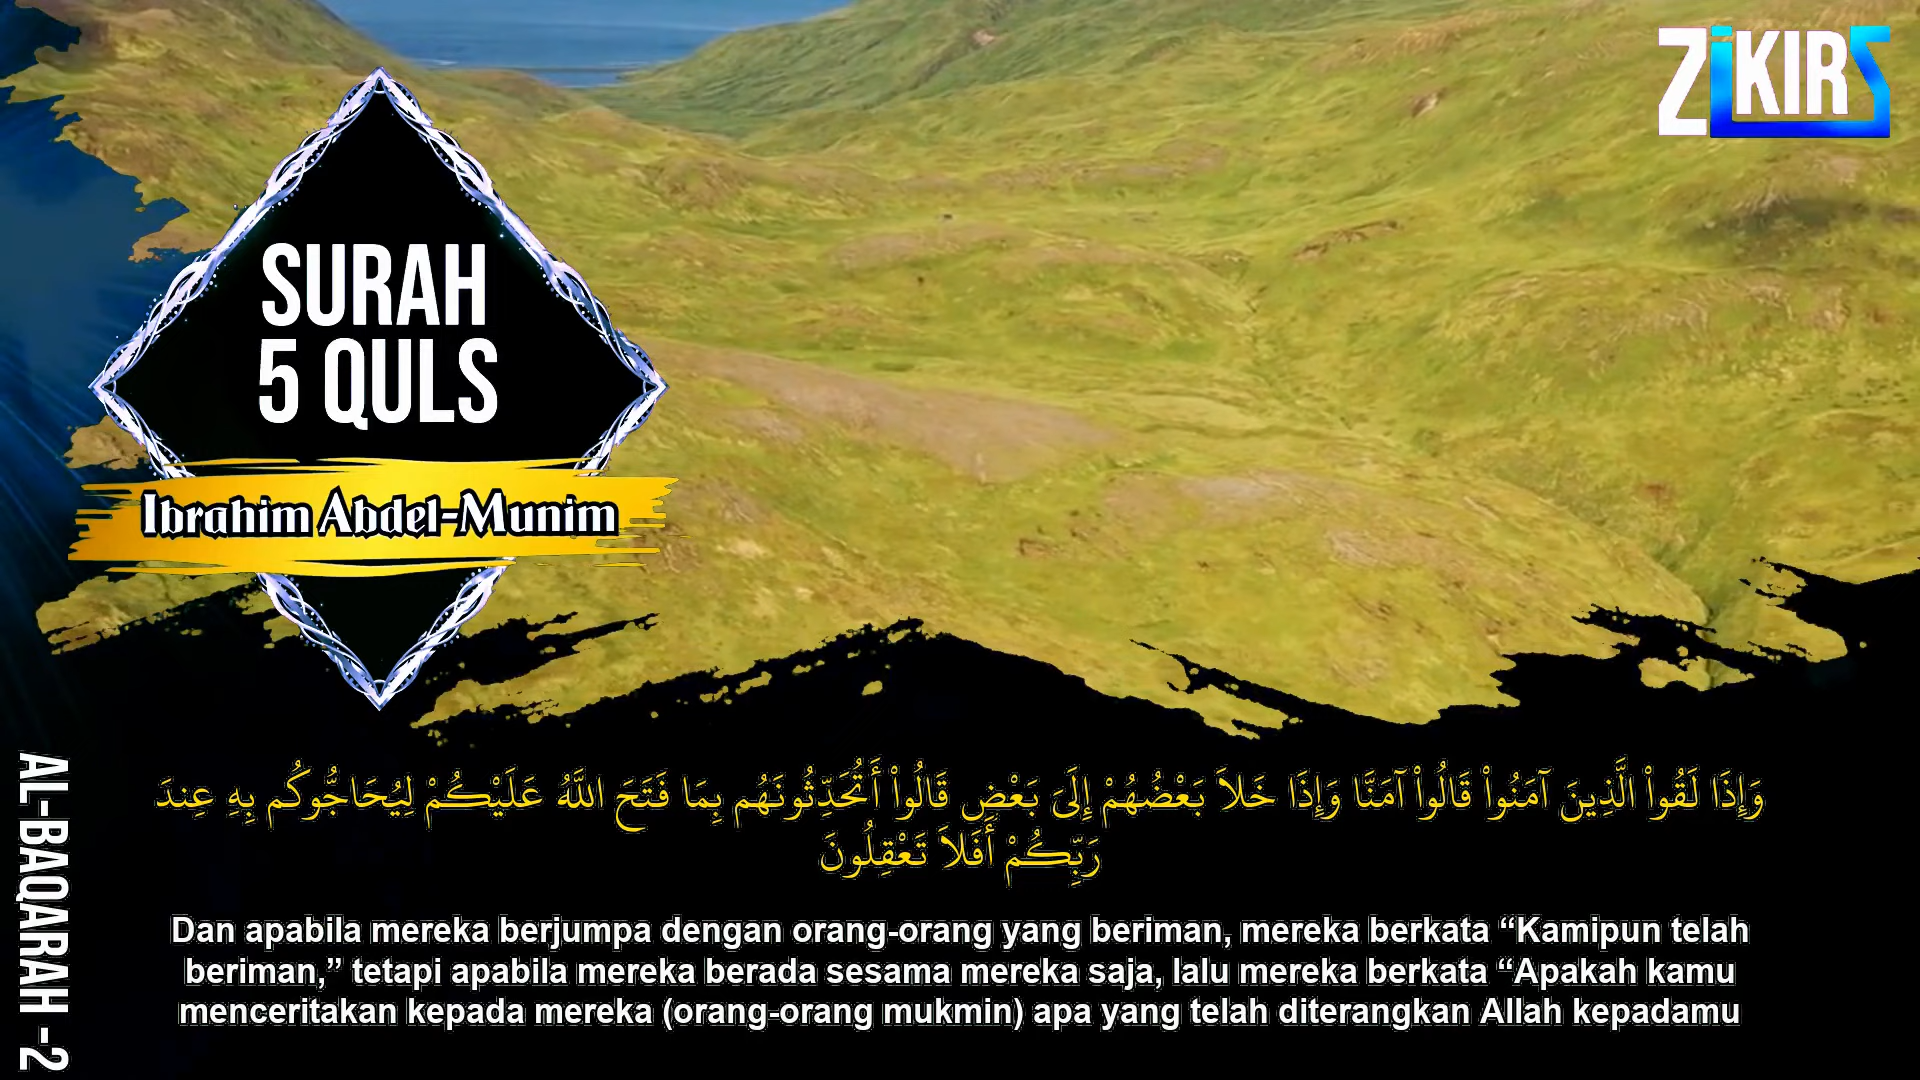 ZiKIRS
SURAH
5 QULS
Ibrahim Abdel-Munim
وَإِذَا لَقُواْ الَّذِينَ آمَنُواْ قَالُواْ آمَنَّا وَإِذَا خَلاَ بَعْضُهُمْ إِلَىَ بَعْضٍ قَالُواْ أَتُحَدِّثُونَهُم بِمَا فَتَحَ اللّهُ عَلَيْكُمْ لِيُحَاجُّوكُم بِهِ عِندَ
رَبِّكُمْ أَفَلاَ تَعْقِلُونَ
Dan apabila mereka berjumpa dengan orang-orang yang beriman, mereka berkata “Kamipun telah
beriman,” tetapi apabila mereka berada sesama mereka saja, lalu mereka berkata “Apakah kamu
menceritakan kepada mereka (orang-orang mukmin) apa yang telah diterangkan Allah kepadamu
AL-BAQARAH -2